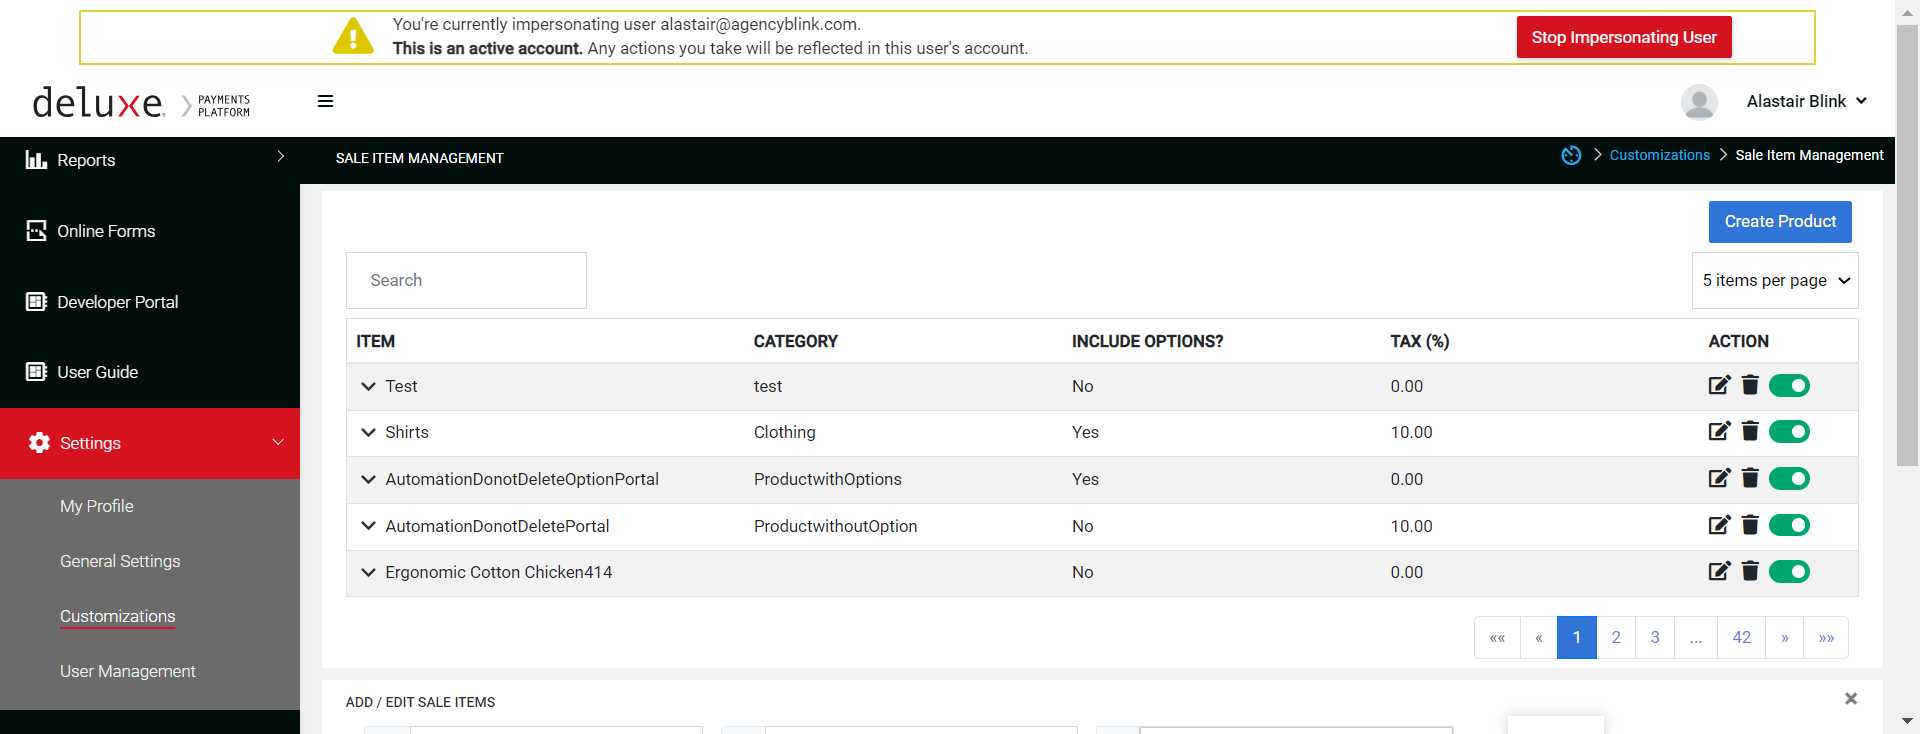 You're currently impersonating user alastair@agencyblink.com.
This is an active account. Any actions you take will be reflected in this user's account.
Stop Impersonating User
deluxe. PAYMENTS
PLATFORM
Alastair Blink
Reports
SALE ITEM MANAGEMENT
Customizations
Sale Item Management
Online Forms
Developer Portal
User Guide
Settings
My Profile
General Settings
Customizations
User Management
Create Product
Search
5 items per page
ITEM CATEGORY INCLUDE OPTIONS? TAX (%) ACTION
Test test No 0.00
Shirts Clothing Yes 10.00
AutomationDonotDeleteOptionPortal ProductwithOptions Yes 0.00
AutomationDonotDeletePortal ProductwithoutOption No 10.00
Ergonomic Cotton Chicken414 No 0.00
«« « 1 2 3 ... 42 » »»
ADD / EDIT SALE ITEMS